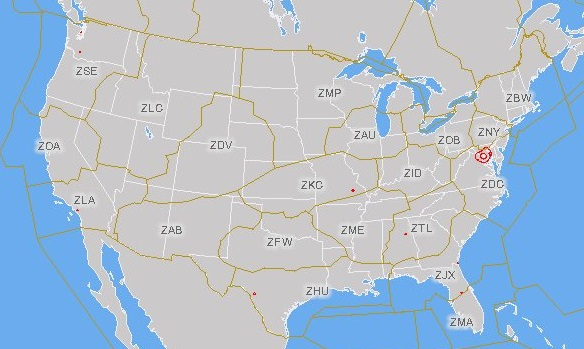 ZSE
ZMP
ZBW
ZLC
ZAU
ZNY
ZOB
ZOA
ZDV
ZID
ZKC
ZDC
ZLA
ZAB
ZME
ZTL
ZFW
ZJX
ZHU
ZMA